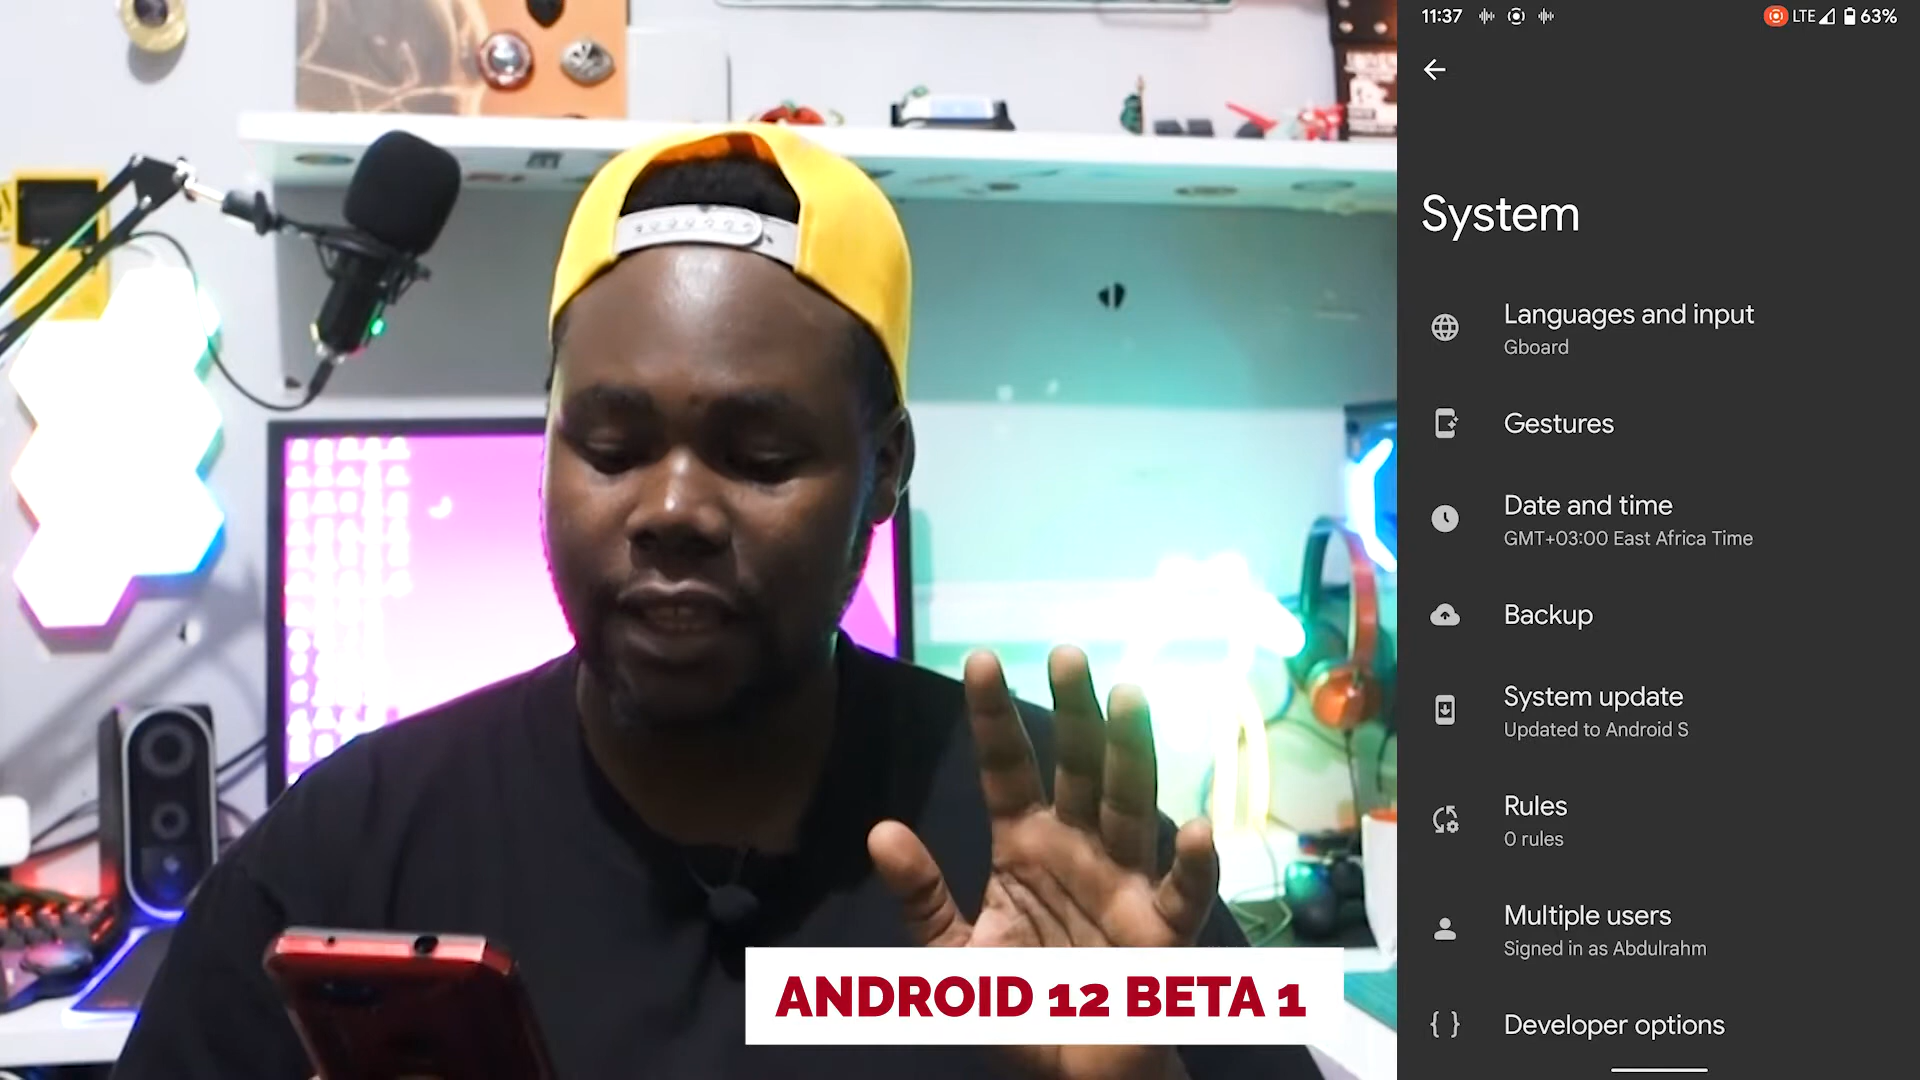 11:37
LTE 63%
System
Languages and input
Gboard
Gestures
Date and time
GMT+03:00 East Africa Time
Backup
System update
Updated to Android S
Rules
0 rules
Multiple users
Signed in as Abdulrahm
{ } Developer options
ANDROID 12 BETA 1